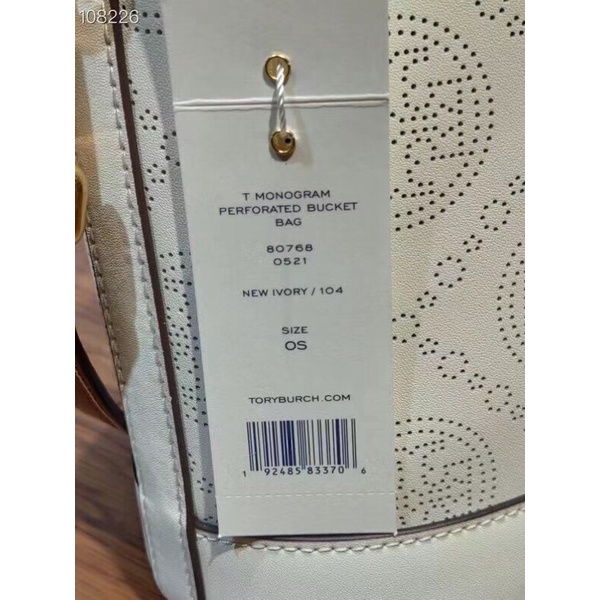 108226
T MONOGRAM
PERFORATED BUCKET
BAG
80768
0521
NEW IVORY / 104
SIZE
OS
TORYBURCH.COM
1 92485 83370 6